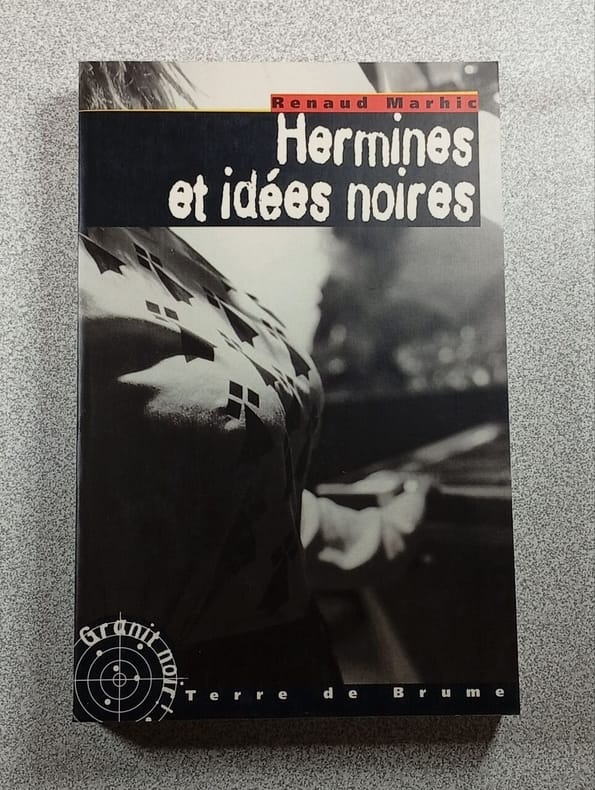 Renaud Marhic
Hermines
et idées noires
Granit noir
Terre de Brume